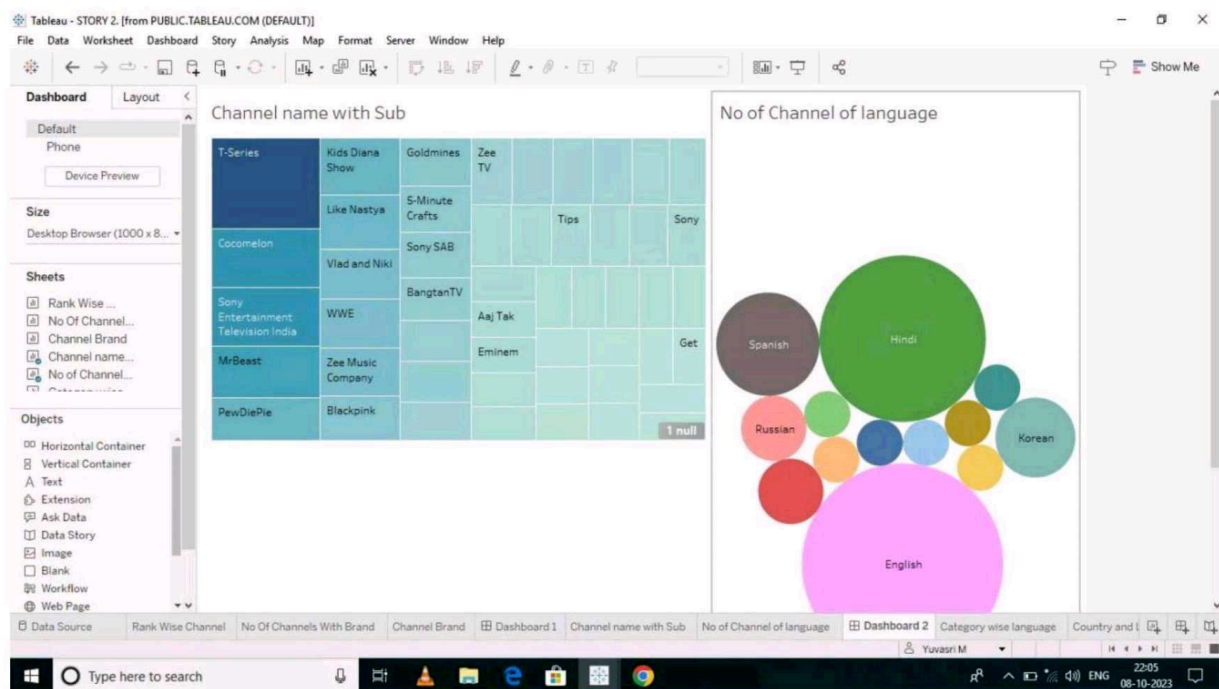 Tableau - STORY 2. [from PUBLIC.TABLEAU.COM (DEFAULT)]
File Data Worksheet Dashboard Story Analysis Map Format Server Window Help
Show Me
Dashboard Layout
Default
Phone
Device Preview
Size
Desktop Browser (1000 x 8...
Sheets
Rank Wise ...
No Of Channel...
Channel Brand
Channel name...
No of Channel...
Objects
Horizontal Container
Vertical Container
Text
Extension
Ask Data
Data Story
Image
Blank
Workflow
Web Page
Channel name with Sub
T-Series
Cocomelon
Sony
Entertainment
Television India
MrBeast
PewDiePie
Kids Diana
Show
Like Nastya
Vlad and Niki
WWE
Zee Music
Company
Blackpink
Goldmines
5-Minute
Crafts
Sony SAB
BangtanTV
Zee
TV
Tips
Sony
Aaj Tak
Eminem
Get
1 null
No of Channel of language
Spanish
Hindi
Russian
Korean
English
Data Source Rank Wise Channel No Of Channels With Brand Channel Brand Dashboard 1 Channel name with Sub No of Channel of language Dashboard 2 Category wise language Country and
Yuvasri M
Type here to search
ENG
22:05
08-10-2023